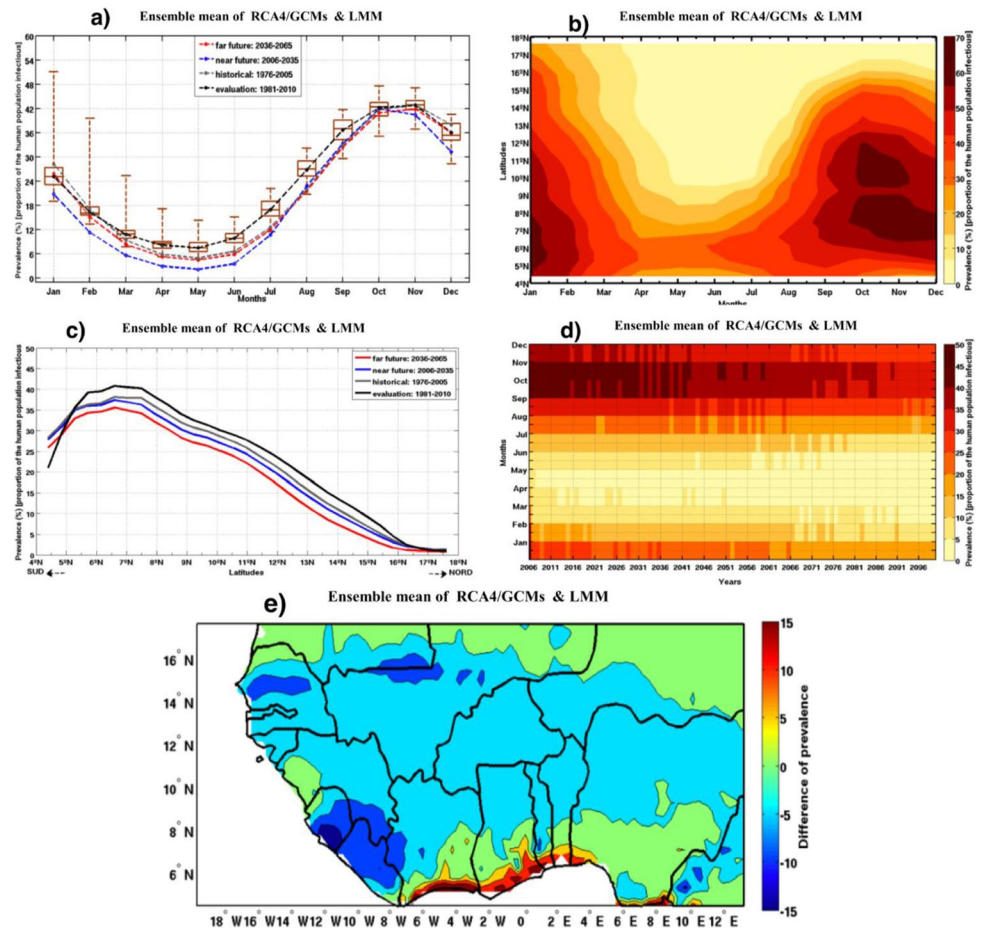 a) Ensemble mean of RCA4/GCMs & LMM
Prevalence (%) [proportion of the human population infectious]
60
54
48
42
36
30
24
18
12
6
0
far future: 2036-2065
near future: 2006-2035
historical: 1976-2005
evaluation: 1981-2010
Jan Feb Mar Apr May Jun Jul Aug Sep Oct Nov Dec
Months
b) Ensemble mean of RCA4/GCMs & LMM
Latitudes
18°N
17°N
16°N
15°N
14°N
13°N
12°N
11°N
10°N
9°N
8°N
7°N
6°N
5°N
4°N
Jan Feb Mar Apr May Jun Jul Aug Sep Oct Nov Dec
Months
70
60
50
40
30
20
10
0
Prevalence (%) [proportion of the human population infectious]
c) Ensemble mean of RCA4/GCMs & LMM
Prevalence (%) [proportion of the human population infectious]
50
45
40
35
30
25
20
15
10
5
0
far future: 2036-2065
near future: 2006-2035
historical: 1976-2005
evaluation: 1981-2010
4°N 5°N 6°N 7°N 8°N 9°N 10°N 11°N 12°N 13°N 14°N 15°N 16°N 17°N 18°N
SUD Latitudes NORD
d) Ensemble mean of RCA4/GCMs & LMM
Months
Dec
Nov
Oct
Sep
Aug
Jul
Jun
May
Apr
Mar
Feb
Jan
2006 2011 2016 2021 2026 2031 2036 2041 2046 2051 2056 2061 2066 2071 2076 2081 2086 2091 2096
Years
50
45
40
35
30
25
20
15
10
5
0
Prevalence (%) [proportion of the human population infectious]
e) Ensemble mean of RCA4/GCMs & LMM
16° N
14° N
12° N
10° N
8° N
6° N
18° W 16° W 12° W 10° W 8° W 6° W 4° W 2° W 0° 2° E 4° E 6° E 8° E 10° E 12° E
15
10
5
0
-5
-10
-15
Difference of prevalence